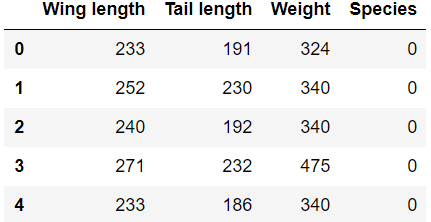 Wing length Tail length Weight Species
0 233 191 324 0
1 252 230 340 0
2 240 192 340 0
3 271 232 475 0
4 233 186 340 0